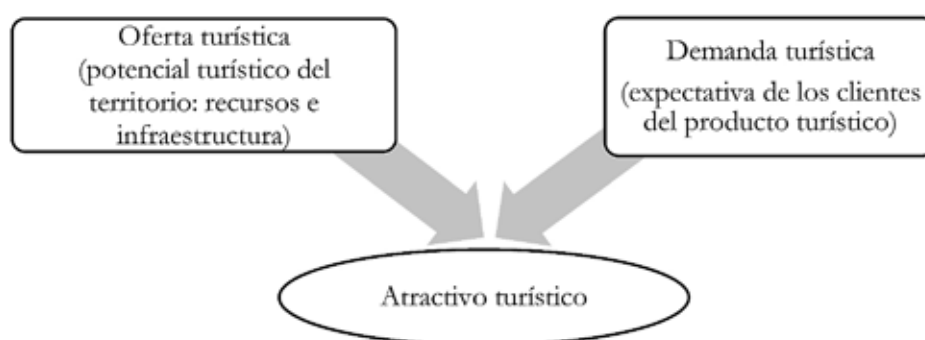 Oferta turística
(potencial turístico del
territorio: recursos e
infraestructura)
Demanda turística
(expectativa de los clientes
del producto turístico)
Atractivo turístico